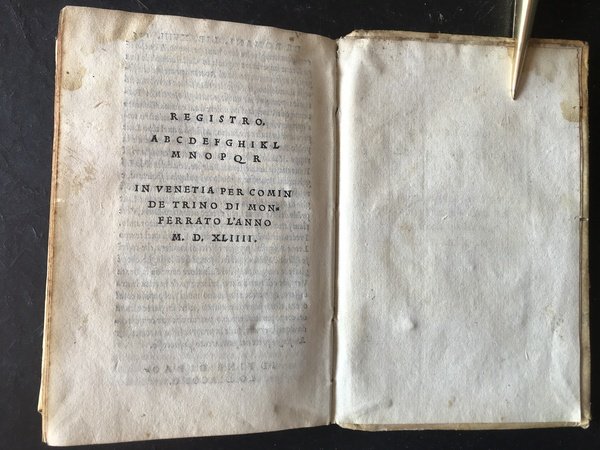 REGISTRO.
ABCDEFGHIKL
MNOPQR
IN VENETIA PER COMIN
DE TRINO DI MON=
FERRATO L'ANNO
M. D. XLIIII.